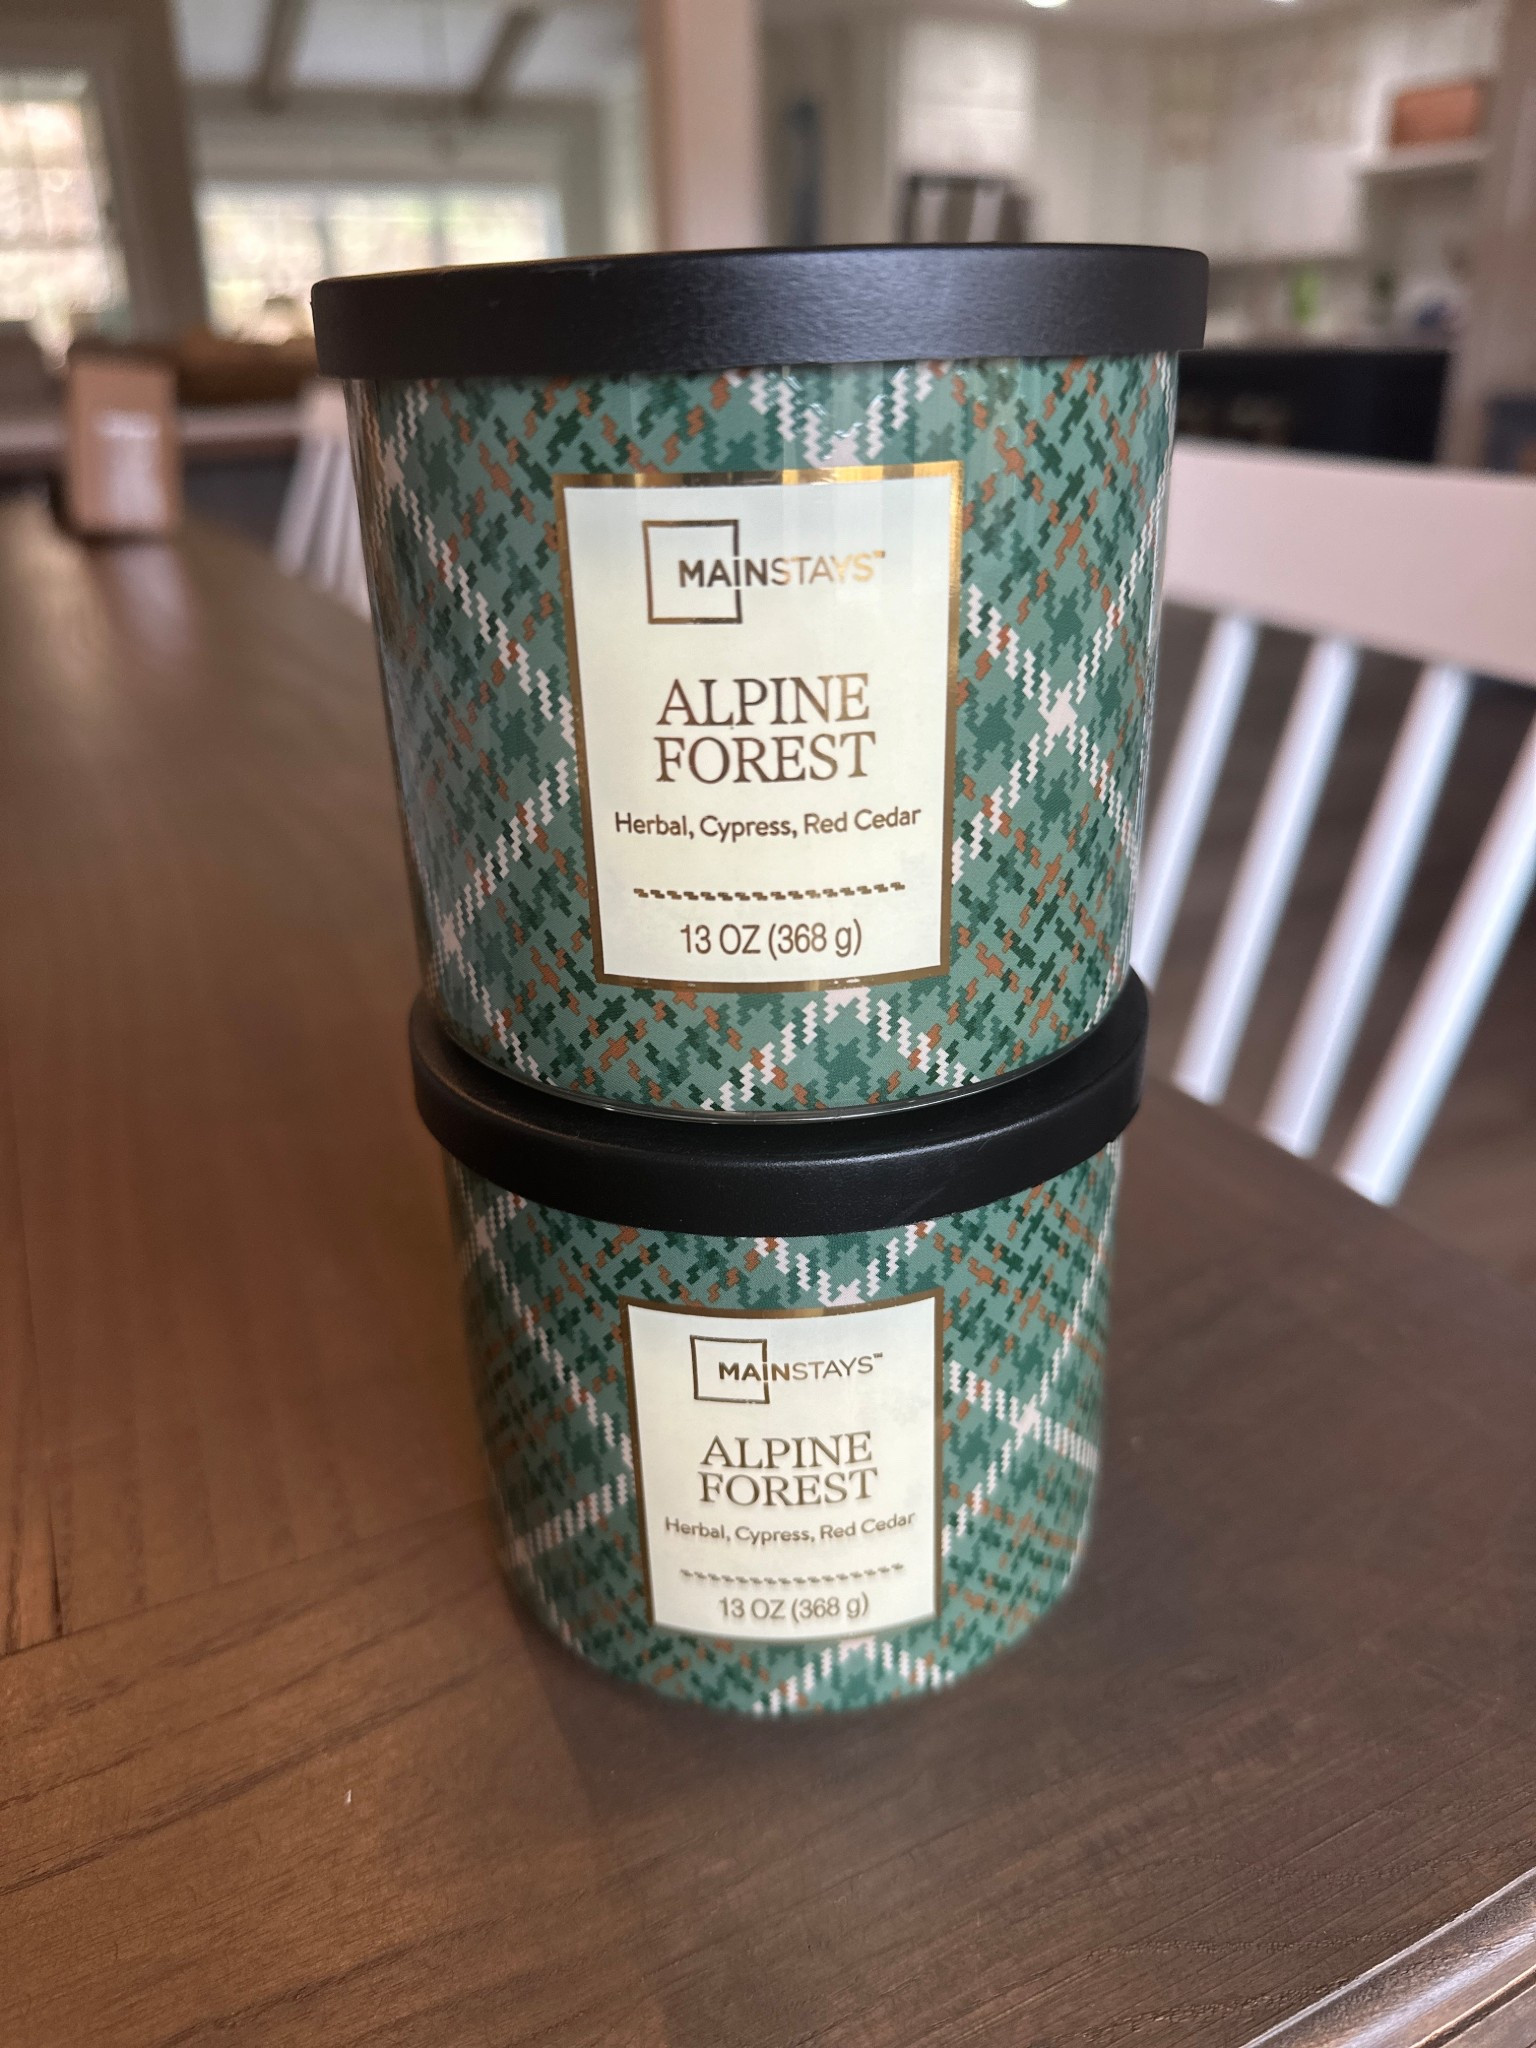 MAINSTAYS™
ALPINE
FOREST
Herbal, Cypress, Red Cedar
13 OZ (368 g)
MAINSTAYS™
ALPINE
FOREST
Herbal, Cypress, Red Cedar
13 OZ (368 g)